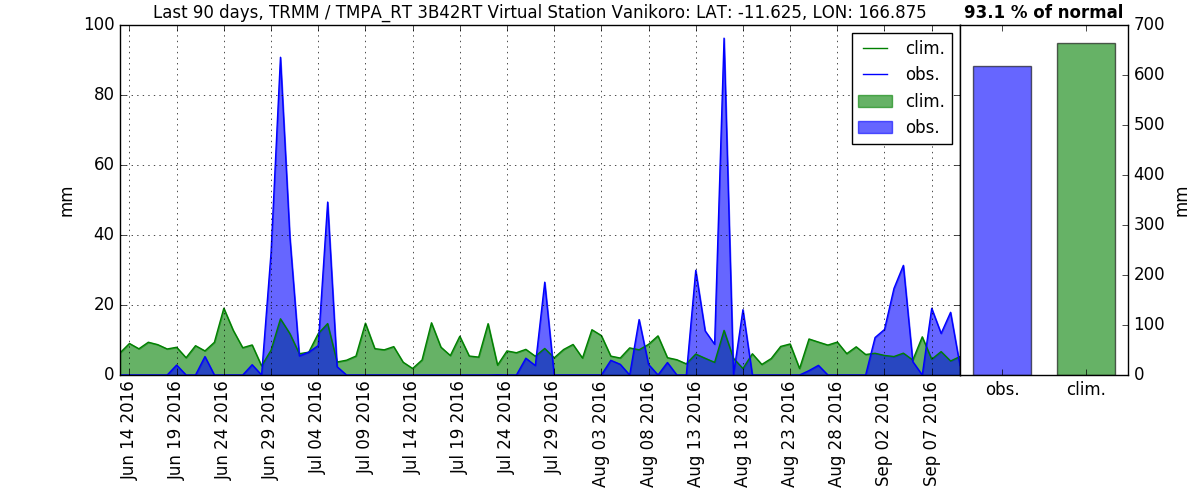 Last 90 days, TRMM / TMPA_RT 3B42RT Virtual Station Vanikoro: LAT: -11.625, LON: 166.875
93.1 % of normal
100
80
60
40
20
0
mm
clim.
obs.
clim.
obs.
700
600
500
400
300
200
100
0
mm
Jun 14 2016
Jun 19 2016
Jun 24 2016
Jun 29 2016
Jul 04 2016
Jul 09 2016
Jul 14 2016
Jul 19 2016
Jul 24 2016
Jul 29 2016
Aug 03 2016
Aug 08 2016
Aug 13 2016
Aug 18 2016
Aug 23 2016
Aug 28 2016
Sep 02 2016
Sep 07 2016
obs.
clim.